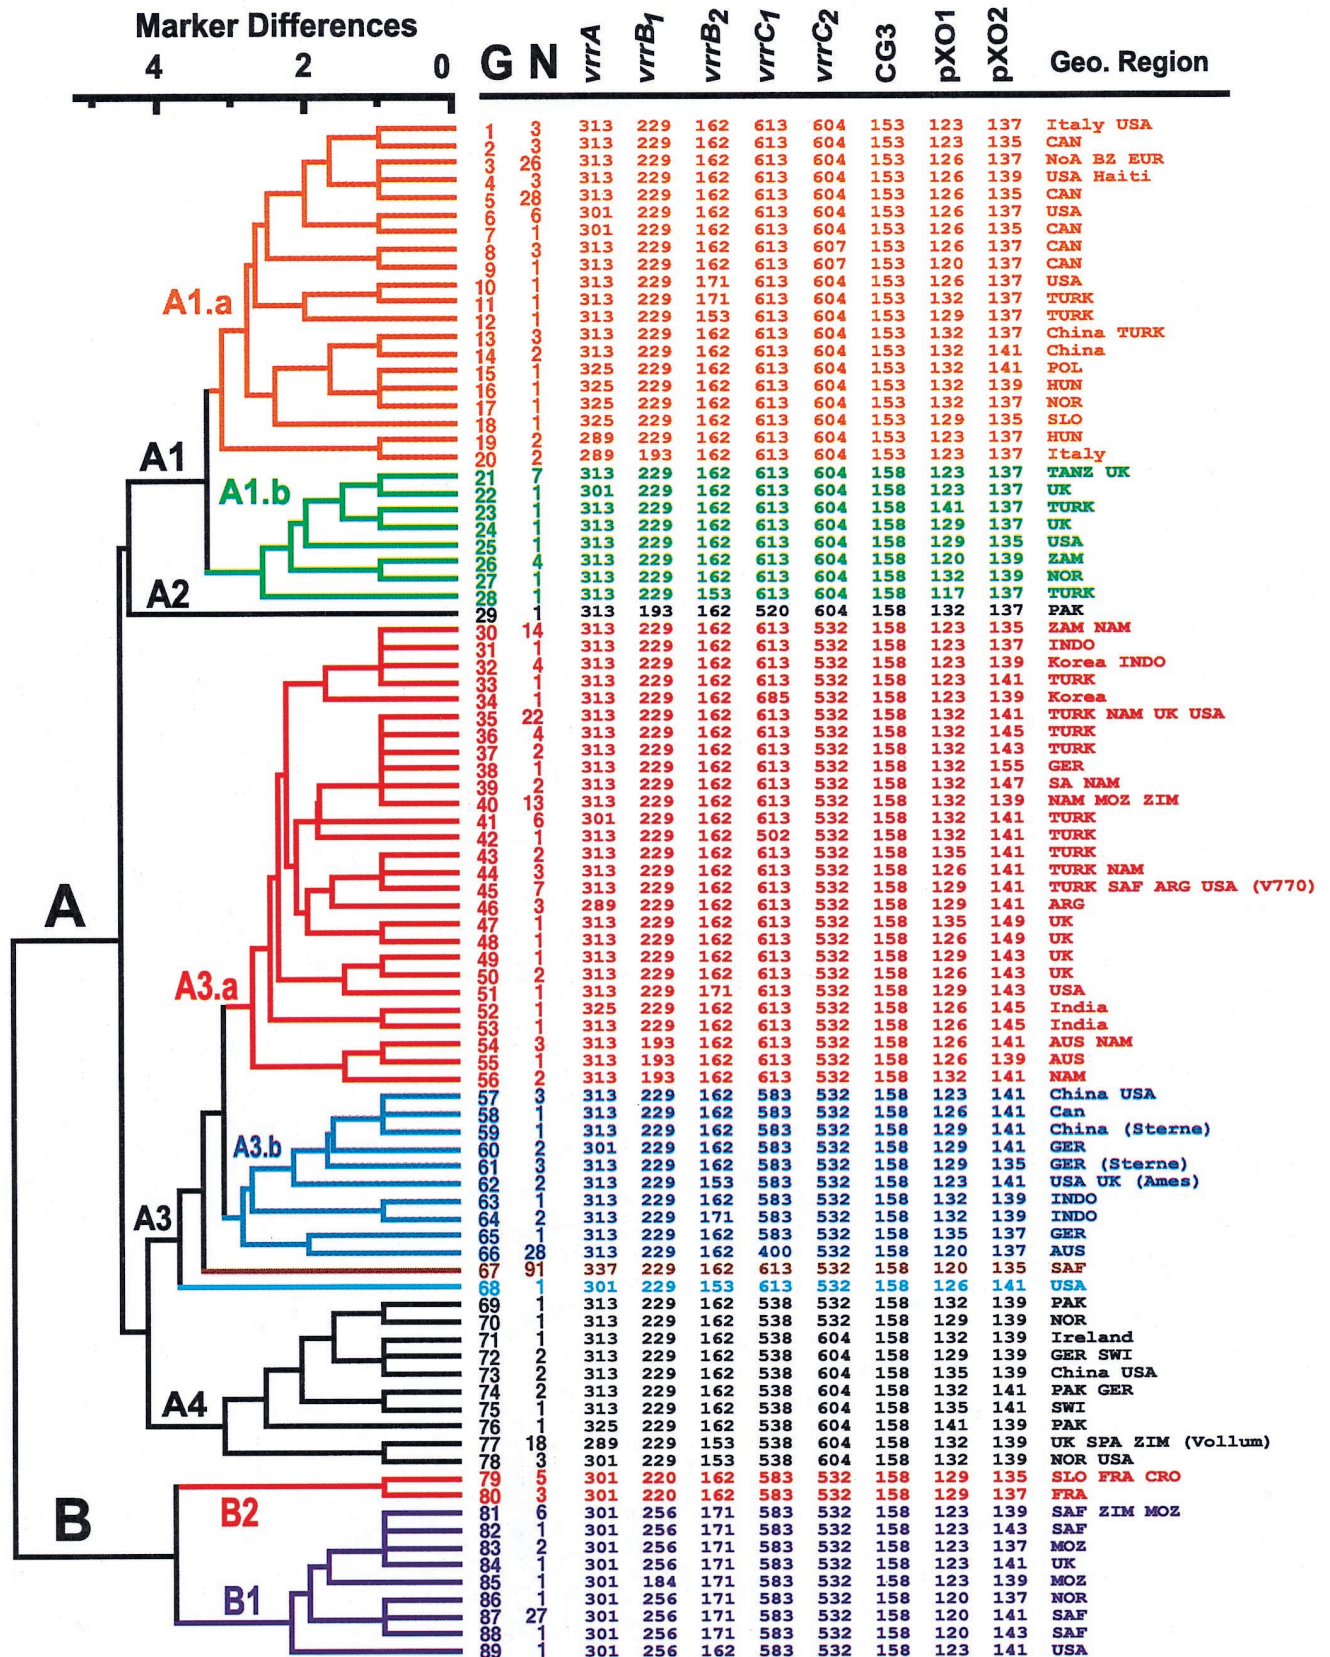 Marker Differences
4 2 0 G N vrrA vrrB1 vrrB2 vrrC1 vrrC2 CG3 pXO1 pXO2 Geo. Region
1 3 313 229 162 613 604 153 123 137 Italy USA
2 3 313 229 162 613 604 153 123 135 CAN
3 26 313 229 162 613 604 153 126 137 NoA BZ EUR
4 3 313 229 162 613 604 153 126 139 USA Haiti
5 28 313 229 162 613 604 153 126 135 CAN
6 6 301 229 162 613 604 153 126 137 USA
7 1 301 229 162 613 604 153 126 135 CAN
8 3 313 229 162 613 607 153 126 137 CAN
9 1 313 229 162 613 607 153 120 137 CAN
10 1 313 229 171 613 604 153 126 137 USA
A1.a
11 1 313 229 171 613 604 153 132 137 TURK
12 1 313 229 153 613 604 153 129 137 TURK
13 3 313 229 162 613 604 153 132 137 China TURK
14 2 313 229 162 613 604 153 132 141 China
15 1 325 229 162 613 604 153 132 141 POL
16 1 325 229 162 613 604 153 132 139 HUN
17 1 325 229 162 613 604 153 132 137 NOR
18 1 325 229 162 613 604 153 129 135 SLO
19 2 289 229 162 613 604 153 123 137 HUN
20 2 289 193 162 613 604 153 123 137 Italy
A1
21 7 313 229 162 613 604 158 123 137 TANZ UK
A1.b
22 1 301 229 162 613 604 158 123 137 UK
23 1 313 229 162 613 604 158 141 137 TURK
24 1 313 229 162 613 604 158 129 137 UK
25 1 313 229 162 613 604 158 129 135 USA
26 4 313 229 162 613 604 158 120 139 ZAM
27 1 313 229 162 613 604 158 132 139 NOR
28 1 313 229 153 613 604 158 117 137 TURK
A2
29 1 313 193 162 520 604 158 132 137 PAK
30 14 313 229 162 613 532 158 123 135 ZAM NAM
31 1 313 229 162 613 532 158 123 137 INDO
32 4 313 229 162 613 532 158 123 139 Korea INDO
33 1 313 229 162 613 532 158 123 141 TURK
34 1 313 229 162 685 532 158 123 139 Korea
35 22 313 229 162 613 532 158 132 141 TURK NAM UK USA
36 4 313 229 162 613 532 158 132 145 TURK
37 2 313 229 162 613 532 158 132 143 TURK
38 1 313 229 162 613 532 158 132 155 GER
39 2 313 229 162 613 532 158 132 147 SA NAM
40 13 313 229 162 613 532 158 132 139 NAM MOZ ZIM
41 6 301 229 162 613 532 158 132 141 TURK
42 1 313 229 162 502 532 158 132 141 TURK
43 2 313 229 162 613 532 158 135 141 TURK
44 3 313 229 162 613 532 158 126 141 TURK NAM
45 7 313 229 162 613 532 158 129 141 TURK SAF ARG USA (V770)
46 3 289 229 162 613 532 158 129 141 ARG
A
47 1 313 229 162 613 532 158 135 149 UK
48 1 313 229 162 613 532 158 126 149 UK
49 1 313 229 162 613 532 158 129 143 UK
50 2 313 229 162 613 532 158 126 143 UK
A3.a
51 1 313 229 171 613 532 158 129 143 USA
52 1 325 229 162 613 532 158 126 145 India
53 1 313 229 162 613 532 158 126 145 India
54 3 313 193 162 613 532 158 126 141 AUS NAM
55 1 313 193 162 613 532 158 126 139 AUS
56 2 313 193 162 613 532 158 132 141 NAM
57 3 313 229 162 583 532 158 123 141 China USA
58 1 313 229 162 583 532 158 126 141 Can
59 1 313 229 162 583 532 158 129 141 China (Sterne)
A3.b
60 2 301 229 162 583 532 158 129 141 GER
61 3 313 229 162 583 532 158 129 135 GER (Sterne)
62 2 313 229 153 583 532 158 123 141 USA UK (Ames)
63 1 313 229 162 583 532 158 132 139 INDO
64 2 313 229 171 583 532 158 132 139 INDO
A3
65 1 313 229 162 583 532 158 135 137 GER
66 28 313 229 162 400 532 158 120 137 AUS
67 91 337 229 162 613 532 158 120 135 SAF
68 1 301 229 153 613 532 158 126 141 USA
69 1 313 229 162 538 532 158 132 139 PAK
70 1 313 229 162 538 532 158 129 139 NOR
71 1 313 229 162 538 604 158 132 139 Ireland
72 2 313 229 162 538 604 158 129 139 GER SWI
73 2 313 229 162 538 604 158 135 139 China USA
74 2 313 229 162 538 604 158 132 141 PAK GER
A4
75 1 313 229 162 538 604 158 135 141 SWI
76 1 325 229 162 538 604 158 141 139 PAK
77 18 289 229 153 538 604 158 132 139 UK SPA ZIM (Vollum)
78 3 301 229 153 538 604 158 132 139 NOR USA
79 5 301 220 162 583 532 158 129 135 SLO FRA CRO
80 3 301 220 162 583 532 158 129 137 FRA
B B2
81 6 301 256 171 583 532 158 123 139 SAF ZIM MOZ
82 1 301 256 171 583 532 158 123 143 SAF
83 2 301 256 171 583 532 158 123 137 MOZ
84 1 301 256 171 583 532 158 123 141 UK
85 1 301 184 171 583 532 158 123 139 MOZ
B1
86 1 301 256 171 583 532 158 120 137 NOR
87 27 301 256 171 583 532 158 120 141 SAF
88 1 301 256 171 583 532 158 120 143 SAF
89 1 301 256 162 583 532 158 123 141 USA